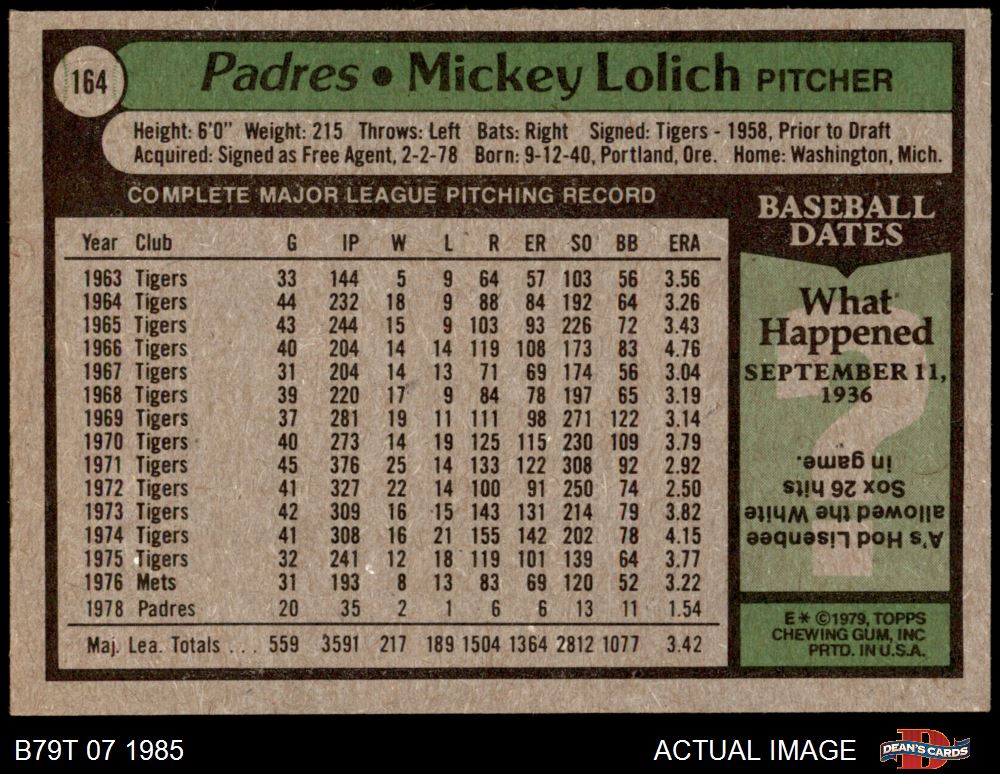 164
Padres • Mickey Lolich PITCHER
Height: 6'0" Weight: 215 Throws: Left Bats: Right Signed: Tigers - 1958, Prior to Draft
Acquired: Signed as Free Agent, 2-2-78 Born: 9-12-40, Portland, Ore. Home: Washington, Mich.
COMPLETE MAJOR LEAGUE PITCHING RECORD
Year Club G IP W L R ER SO BB ERA
1963 Tigers 33 144 5 9 64 57 103 56 3.56
1964 Tigers 44 232 18 9 88 84 192 64 3.26
1965 Tigers 43 244 15 9 103 93 226 72 3.43
1966 Tigers 40 204 14 14 119 108 173 83 4.76
1967 Tigers 31 204 14 13 71 69 174 56 3.04
1968 Tigers 39 220 17 9 84 78 197 65 3.19
1969 Tigers 37 281 19 11 111 98 271 122 3.14
1970 Tigers 40 273 14 19 125 115 230 109 3.79
1971 Tigers 45 376 25 14 133 122 308 92 2.92
1972 Tigers 41 327 22 14 100 91 250 74 2.50
1973 Tigers 42 309 16 15 143 131 214 79 3.82
1974 Tigers 41 308 16 21 155 142 202 78 4.15
1975 Tigers 32 241 12 18 119 101 139 64 3.77
1976 Mets 31 193 8 13 83 69 120 52 3.22
1978 Padres 20 35 2 1 6 6 13 11 1.54
Maj. Lea. Totals ... 559 3591 217 189 1504 1364 2812 1077 3.42
BASEBALL
DATES
What
Happened
SEPTEMBER 11,
1936
?
A's Hod Lisenbee
allowed the White
Sox 26 hits
in game.
E* ©1979, TOPPS
CHEWING GUM, INC
PRTD. IN U.S.A.
B79T 07 1985
ACTUAL IMAGE
DEAN'S CARDS